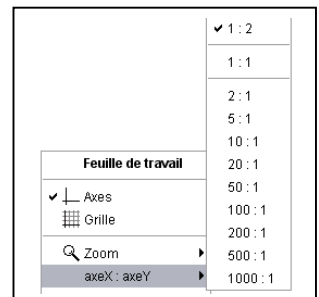 1 : 2
1 : 1
2 : 1
5 : 1
10 : 1
20 : 1
50 : 1
100 : 1
200 : 1
500 : 1
1000 : 1
Feuille de travail
Axes
Grille
Zoom
axeX : axeY